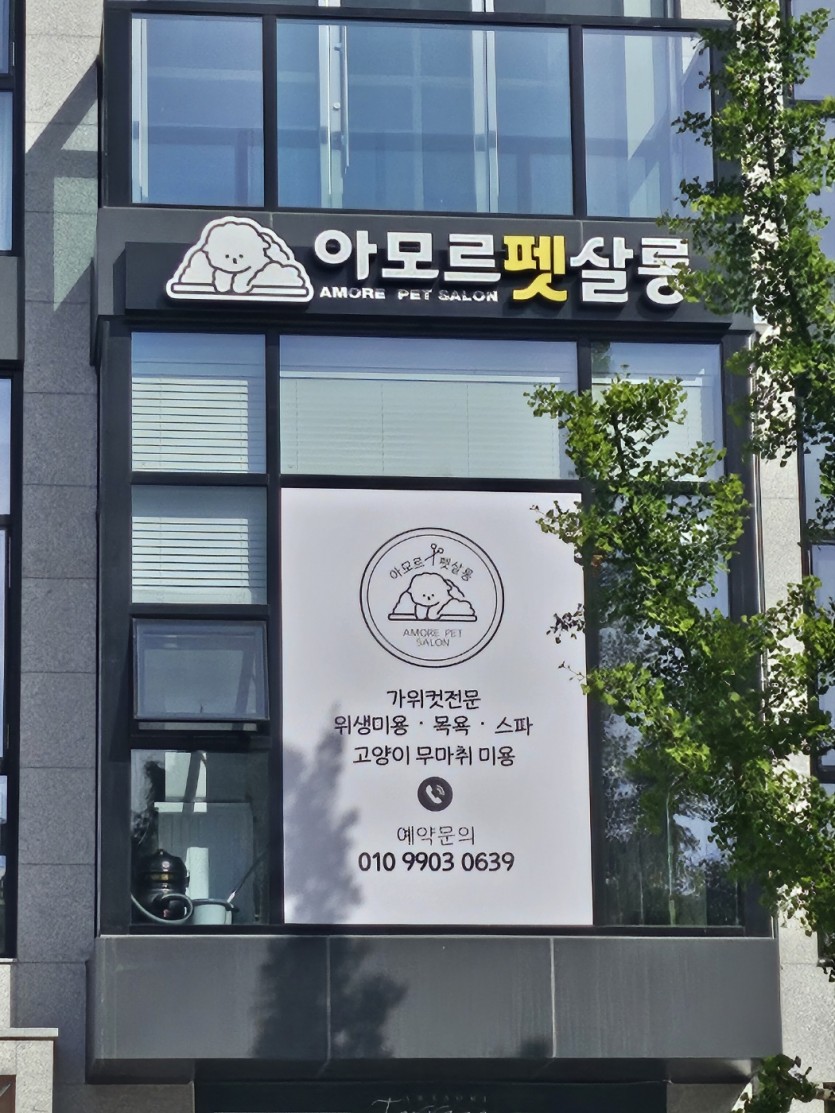 아모르펫살롱
AMORE PET SALON
아모르 펫살롱
AMORE PET
SALON
가위컷전문
위생미용 · 목욕 · 스파
고양이 무마취 미용
예약문의
010 9903 0639